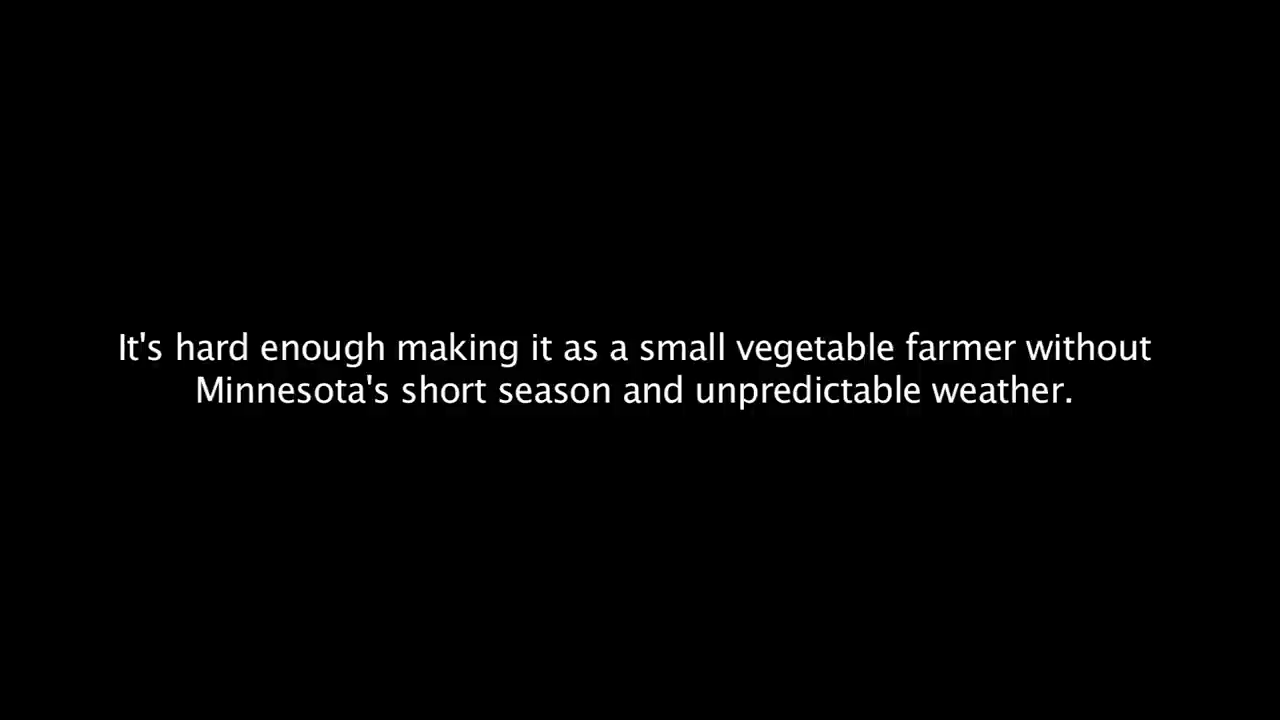 It's hard enough making it as a small vegetable farmer without
Minnesota's short season and unpredictable weather.